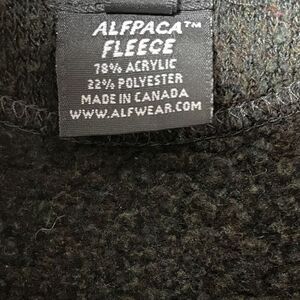 ALFPACA™
FLEECE
78% ACRYLIC
22% POLYESTER
MADE IN CANADA
WWW.ALFWEAR.COM